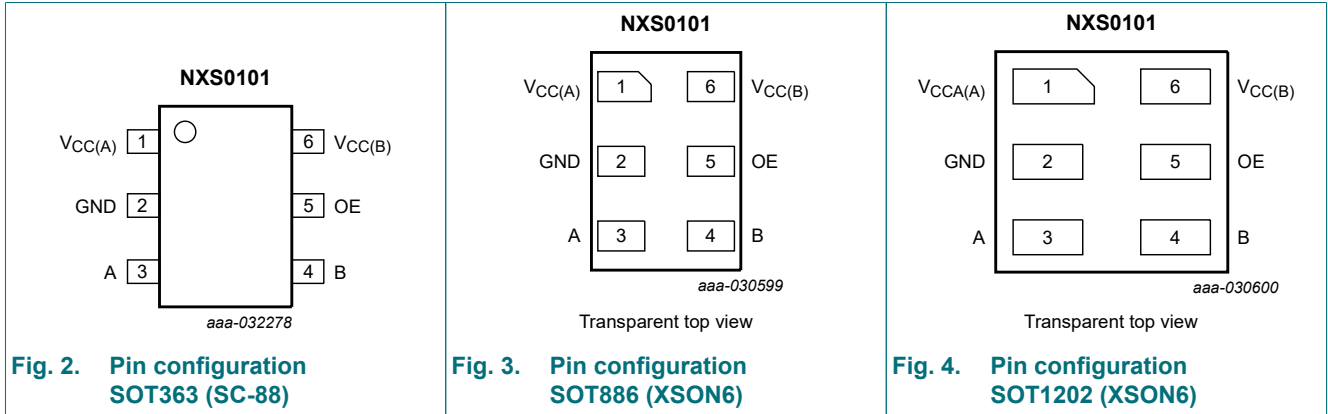 NXS0101
VCC(A) 1 6 VCC(B)
GND 2 5 OE
A 3 4 B
aaa-032278
Fig. 2. Pin configuration
SOT363 (SC-88)
NXS0101
VCC(A) 1 6 VCC(B)
GND 2 5 OE
A 3 4 B
aaa-030599
Transparent top view
Fig. 3. Pin configuration
SOT886 (XSON6)
NXS0101
VCCA(A) 1 6 VCC(B)
GND 2 5 OE
A 3 4 B
aaa-030600
Transparent top view
Fig. 4. Pin configuration
SOT1202 (XSON6)